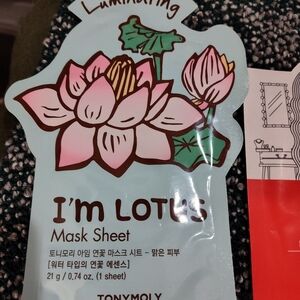 Luminating
I'm LOTUS
Mask Sheet
토니모리 아임 연꽃 마스크 시트 - 맑은 피부
[워터 타입의 연꽃 에센스]
21 g / 0.74 oz. (1 sheet)
TONYMOLY